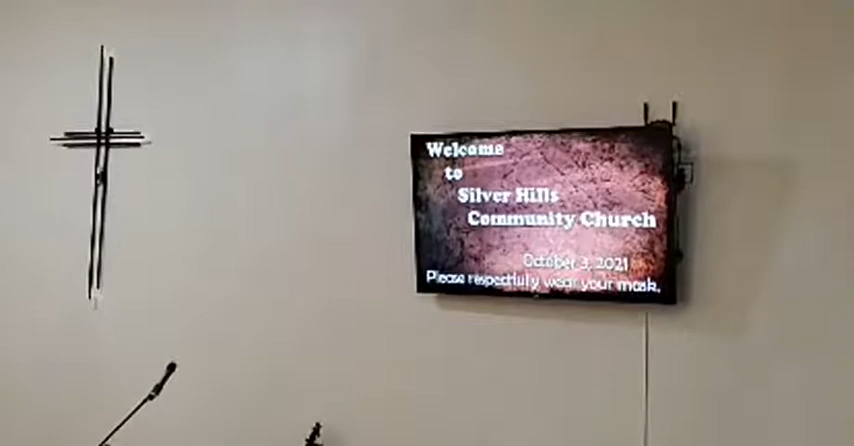 Welcome
to
Silver Hills
Community Church
October 3, 2021
Please respectfully wear your mask.